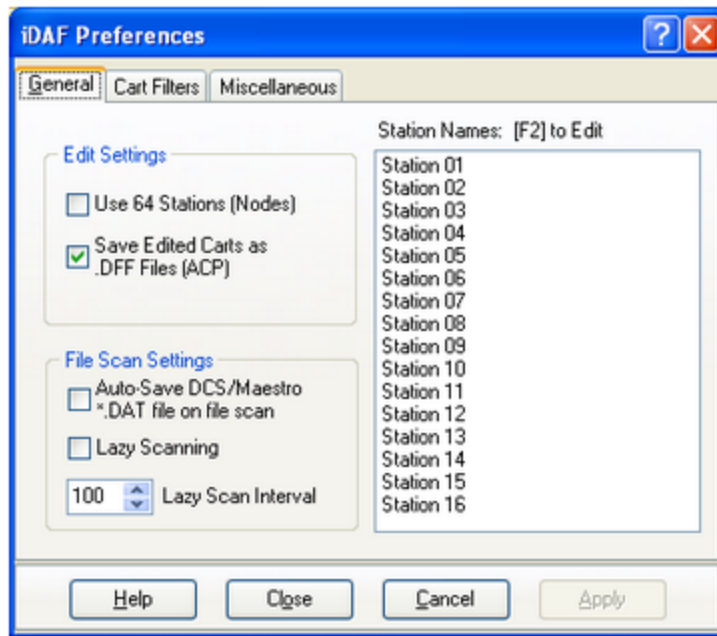 iDAF Preferences
General Cart Filters Miscellaneous
Edit Settings
Use 64 Stations (Nodes)
Save Edited Carts as
.DFF Files (ACP)
File Scan Settings
Auto-Save DCS/Maestro
*.DAT file on file scan
Lazy Scanning
100 Lazy Scan Interval
Station Names: [F2] to Edit
Station 01
Station 02
Station 03
Station 04
Station 05
Station 06
Station 07
Station 08
Station 09
Station 10
Station 11
Station 12
Station 13
Station 14
Station 15
Station 16
Help Close Cancel Apply